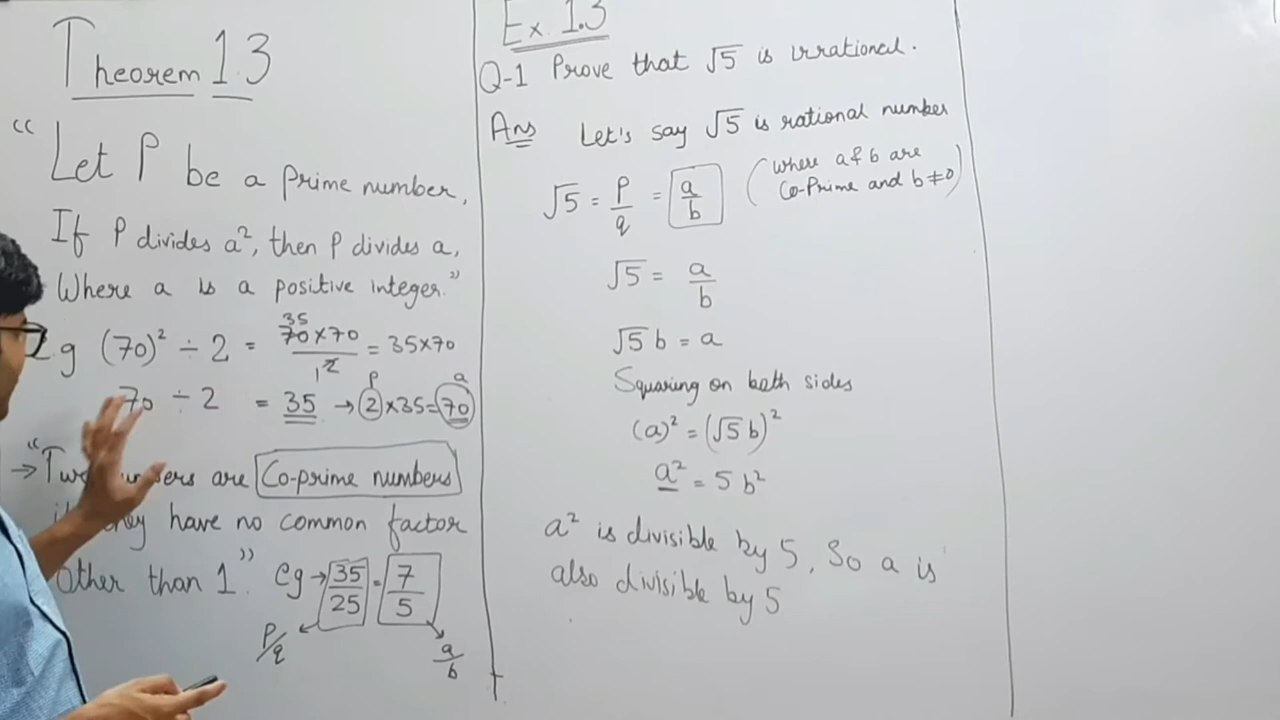 Theorem 1.3
"Let P be a prime number,
If P divides a², then P divides a,
Where a is a positive integer."
.g (70)² ÷ 2 = 35 70×70 / 1 2 = 35×70
70 ÷ 2 = 35 → 2×35=70
P a
"
→ Two are Co-prime numbers
they have no common factor
Other than 1." eg → 35/25 = 7/5
P/q a/b
Ex. 1.3
Q-1 Prove that √5 is irrational.
Ans Let's say √5 is rational number
√5 = P/q = a/b (where a & b are
Co-Prime and b≠0)
√5 = a/b
√5 b = a
Squaring on both sides
(a)² = (√5 b)²
a² = 5 b²
a² is divisible by 5, So a is
also divisible by 5